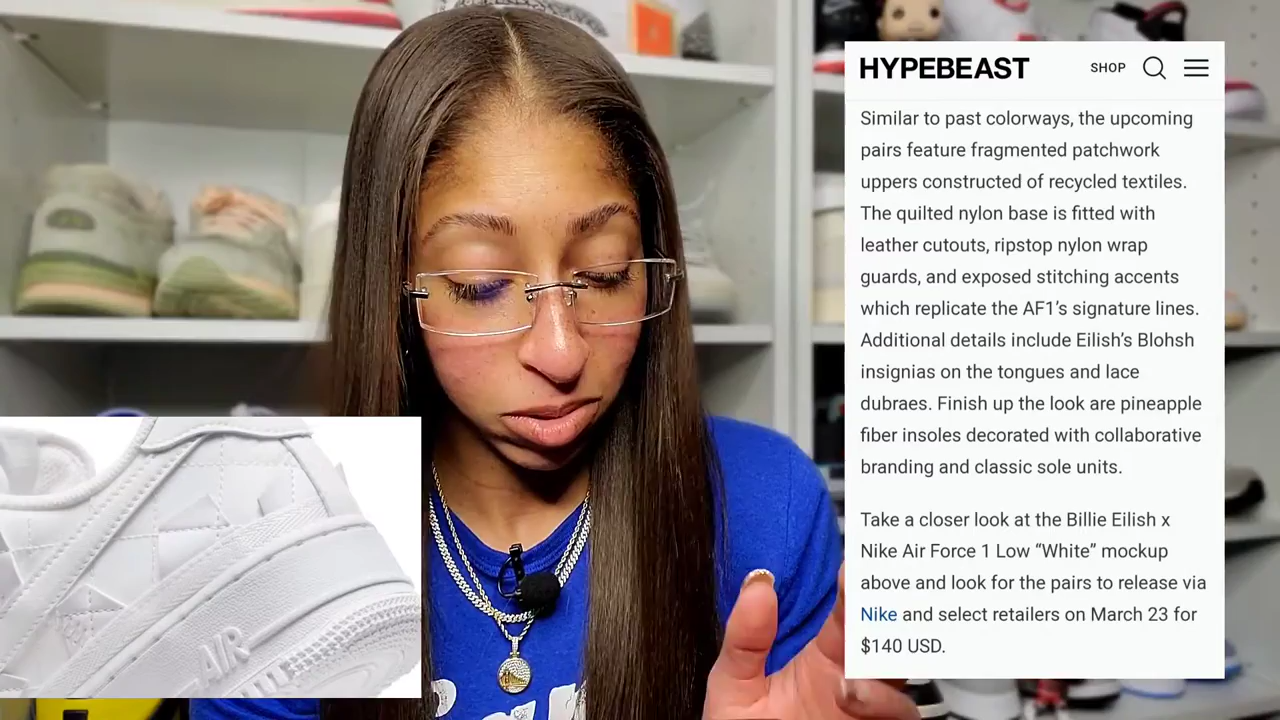 HYPEBEAST
SHOP
Similar to past colorways, the upcoming
pairs feature fragmented patchwork
uppers constructed of recycled textiles.
The quilted nylon base is fitted with
leather cutouts, ripstop nylon wrap
guards, and exposed stitching accents
which replicate the AF1’s signature lines.
Additional details include Eilish’s Blohsh
insignias on the tongues and lace
dubraes. Finish up the look are pineapple
fiber insoles decorated with collaborative
branding and classic sole units.
Take a closer look at the Billie Eilish x
Nike Air Force 1 Low “White” mockup
above and look for the pairs to release via
Nike and select retailers on March 23 for
$140 USD.
AIR